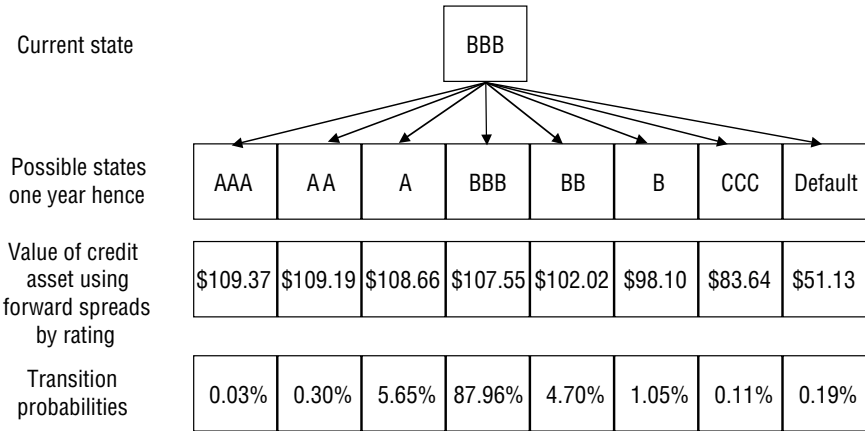 Current state
BBB
Possible states
one year hence
AAA AA A BBB BB B CCC Default
Value of credit
asset using
forward spreads
by rating
$109.37 $109.19 $108.66 $107.55 $102.02 $98.10 $83.64 $51.13
Transition
probabilities
0.03% 0.30% 5.65% 87.96% 4.70% 1.05% 0.11% 0.19%